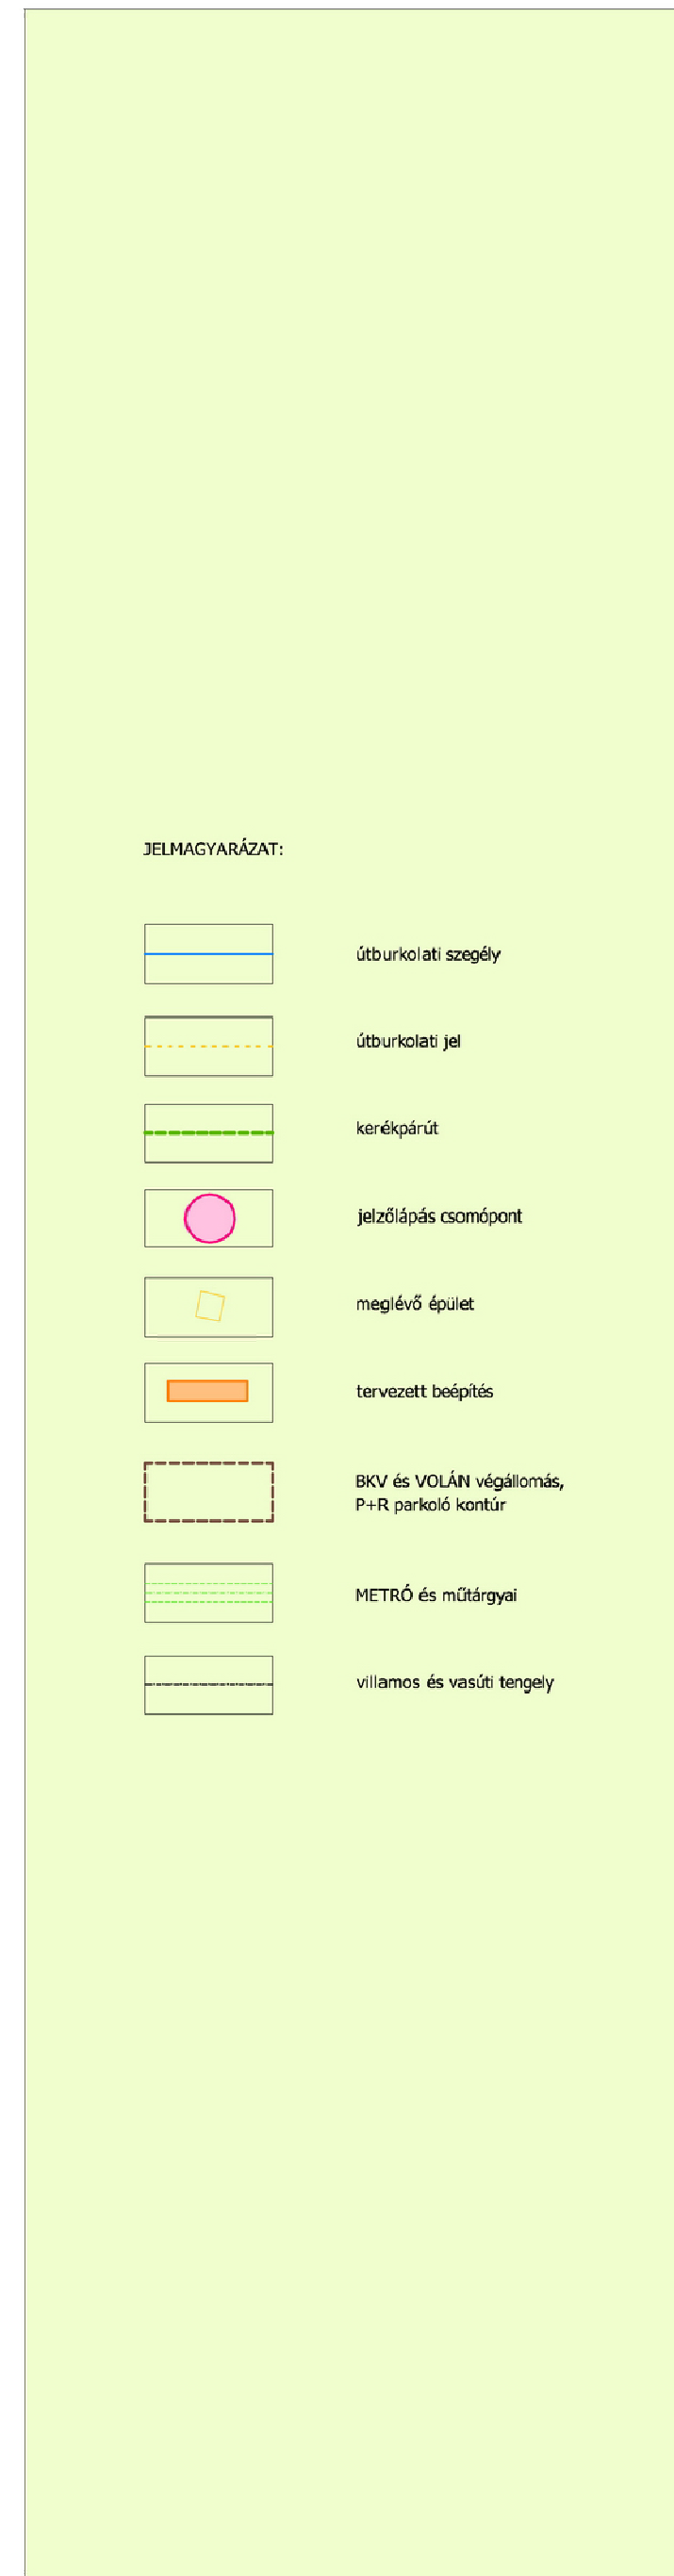 JELMAGYARÁZAT:
útburkolati szegély
útburkolati jel
kerékpárút
jelzőlápás csomópont
meglévő épület
tervezett beépítés
BKV és VOLÁN végállomás,
P+R parkoló kontúr
METRÓ és műtárgyai
villamos és vasúti tengely